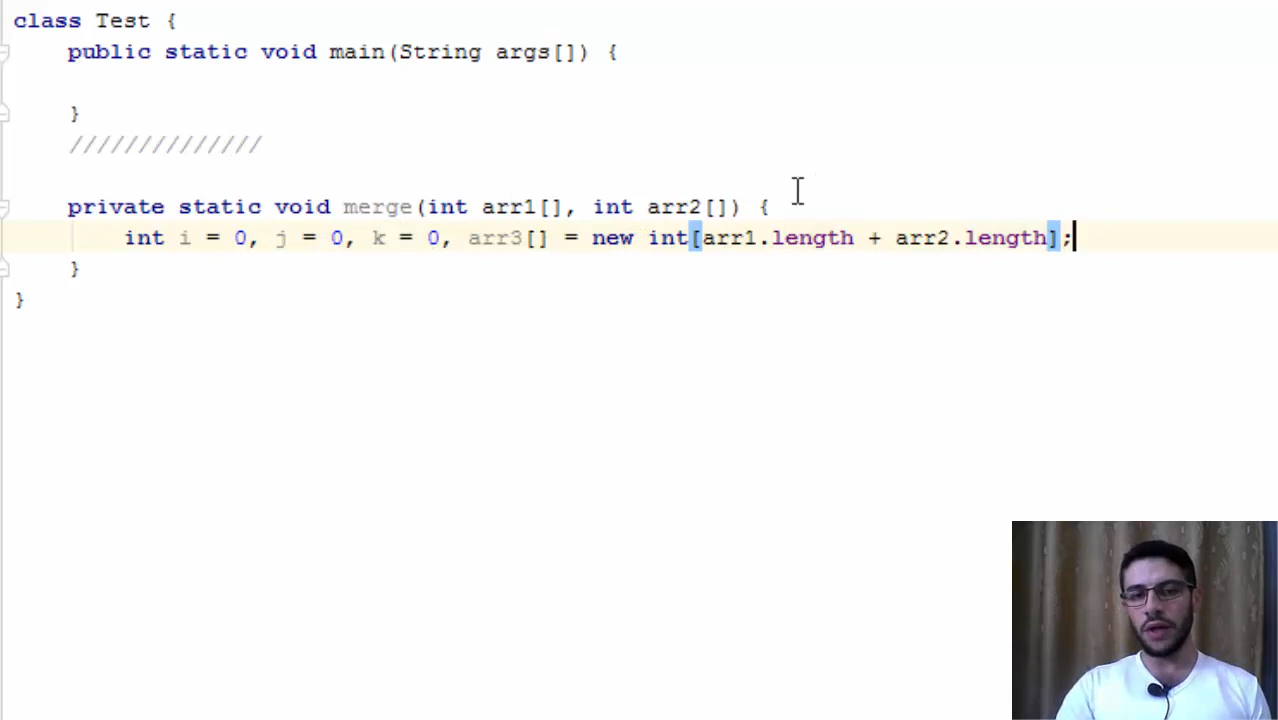 class Test {
public static void main(String args[]) {
}
//////////////
private static void merge(int arr1[], int arr2[]) {
int i = 0, j = 0, k = 0, arr3[] = new int[arr1.length + arr2.length];
}
}